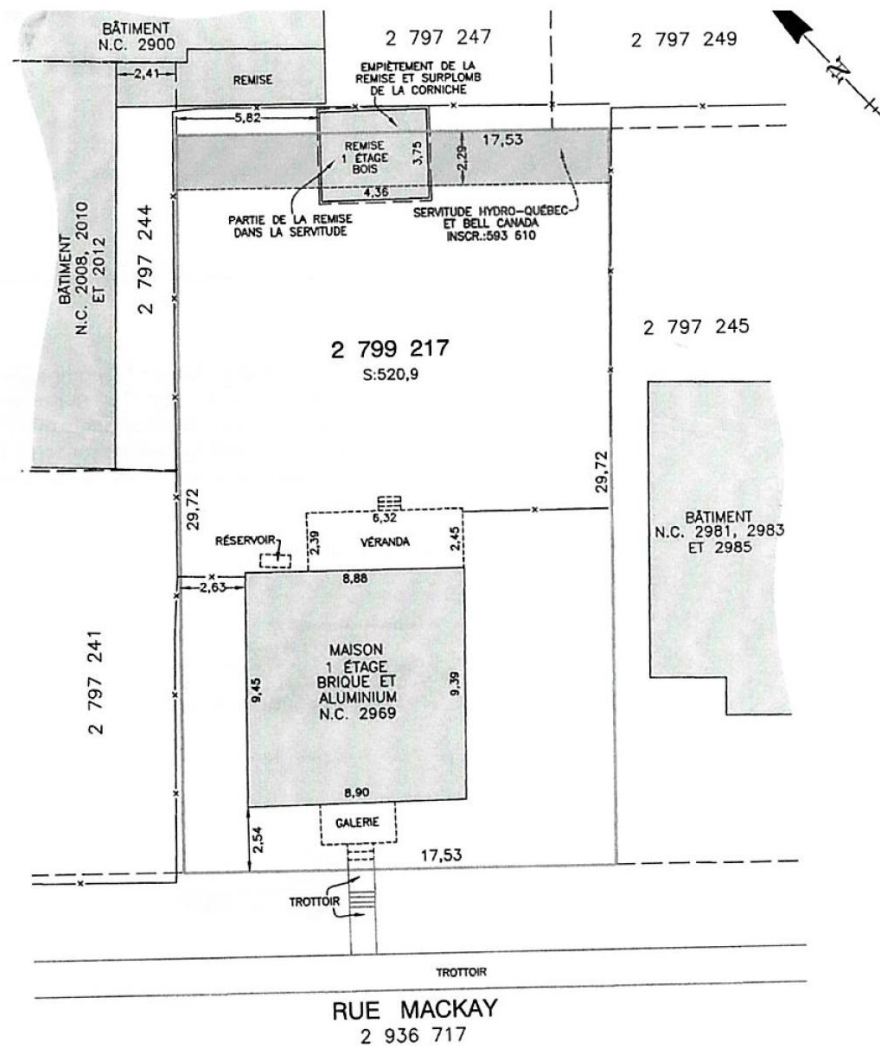 BÂTIMENT
N.C. 2900
2 797 247
2 797 249
N
2,41
REMISE
EMPIÈTEMENT DE LA
REMISE ET SURPLOMB
DE LA CORNICHE
5,82
17,53
REMISE
1 ÉTAGE
BOIS
3,75
2,29
4,36
PARTIE DE LA REMISE
DANS LA SERVITUDE
SERVITUDE HYDRO-QUÉBEC
ET BELL CANADA
INSCR.:593 610
BÂTIMENT
N.C. 2008, 2010
ET 2012
2 797 244
2 799 217
S:520,9
2 797 245
29,72
29,72
6,32
RÉSERVOIR
2,39
VÉRANDA
2,45
BÂTIMENT
N.C. 2981, 2983
ET 2985
2,63
8,88
2 797 241
9,45
MAISON
1 ÉTAGE
BRIQUE ET
ALUMINIUM
N.C. 2969
9,39
8,90
2,54
GALERIE
17,53
TROTTOIR
TROTTOIR
RUE MACKAY
2 936 717